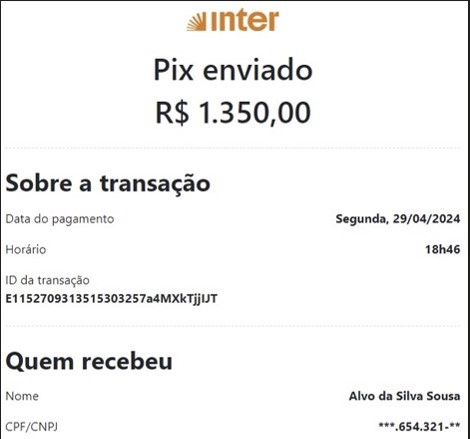 inter
Pix enviado
R$ 1.350,00
Sobre a transação
Data do pagamento Segunda, 29/04/2024
Horário 18h46
ID da transação
E1152709313515303257a4MXkTjjIJT
Quem recebeu
Nome Alvo da Silva Sousa
CPF/CNPJ ***.654.321-**